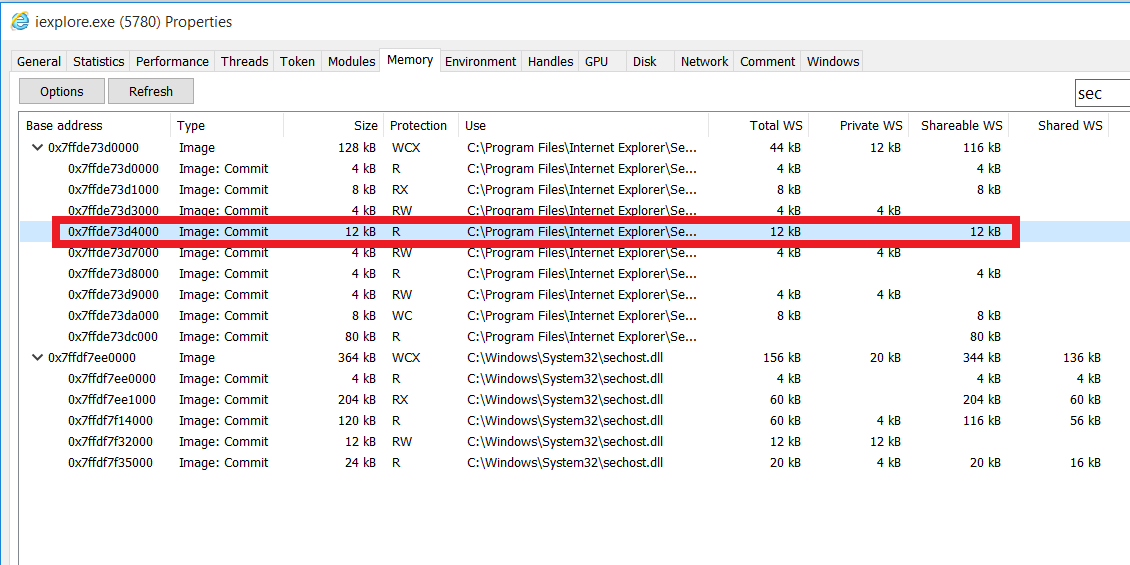 iexplore.exe (5780) Properties
General Statistics Performance Threads Token Modules Memory Environment Handles GPU Disk Network Comment Windows
Options Refresh sec
Base address Type Size Protection Use Total WS Private WS Shareable WS Shared WS
0x7ffde73d0000 Image 128 kB WCX C:\Program Files\Internet Explorer\Se... 44 kB 12 kB 116 kB
0x7ffde73d0000 Image: Commit 4 kB R C:\Program Files\Internet Explorer\Se... 4 kB 4 kB
0x7ffde73d1000 Image: Commit 8 kB RX C:\Program Files\Internet Explorer\Se... 8 kB 8 kB
0x7ffde73d3000 Image: Commit 4 kB RW C:\Program Files\Internet Explorer\Se... 4 kB 4 kB
0x7ffde73d4000 Image: Commit 12 kB R C:\Program Files\Internet Explorer\Se... 12 kB 12 kB
0x7ffde73d7000 Image: Commit 4 kB RW C:\Program Files\Internet Explorer\Se... 4 kB 4 kB
0x7ffde73d8000 Image: Commit 4 kB R C:\Program Files\Internet Explorer\Se... 4 kB
0x7ffde73d9000 Image: Commit 4 kB RW C:\Program Files\Internet Explorer\Se... 4 kB 4 kB
0x7ffde73da000 Image: Commit 8 kB WC C:\Program Files\Internet Explorer\Se... 8 kB 8 kB
0x7ffde73dc000 Image: Commit 80 kB R C:\Program Files\Internet Explorer\Se... 80 kB
0x7ffdf7ee0000 Image 364 kB WCX C:\Windows\System32\sechost.dll 156 kB 20 kB 344 kB 136 kB
0x7ffdf7ee0000 Image: Commit 4 kB R C:\Windows\System32\sechost.dll 4 kB 4 kB 4 kB
0x7ffdf7ee1000 Image: Commit 204 kB RX C:\Windows\System32\sechost.dll 60 kB 204 kB 60 kB
0x7ffdf7f14000 Image: Commit 120 kB R C:\Windows\System32\sechost.dll 60 kB 4 kB 116 kB 56 kB
0x7ffdf7f32000 Image: Commit 12 kB RW C:\Windows\System32\sechost.dll 12 kB 12 kB
0x7ffdf7f35000 Image: Commit 24 kB R C:\Windows\System32\sechost.dll 20 kB 4 kB 20 kB 16 kB